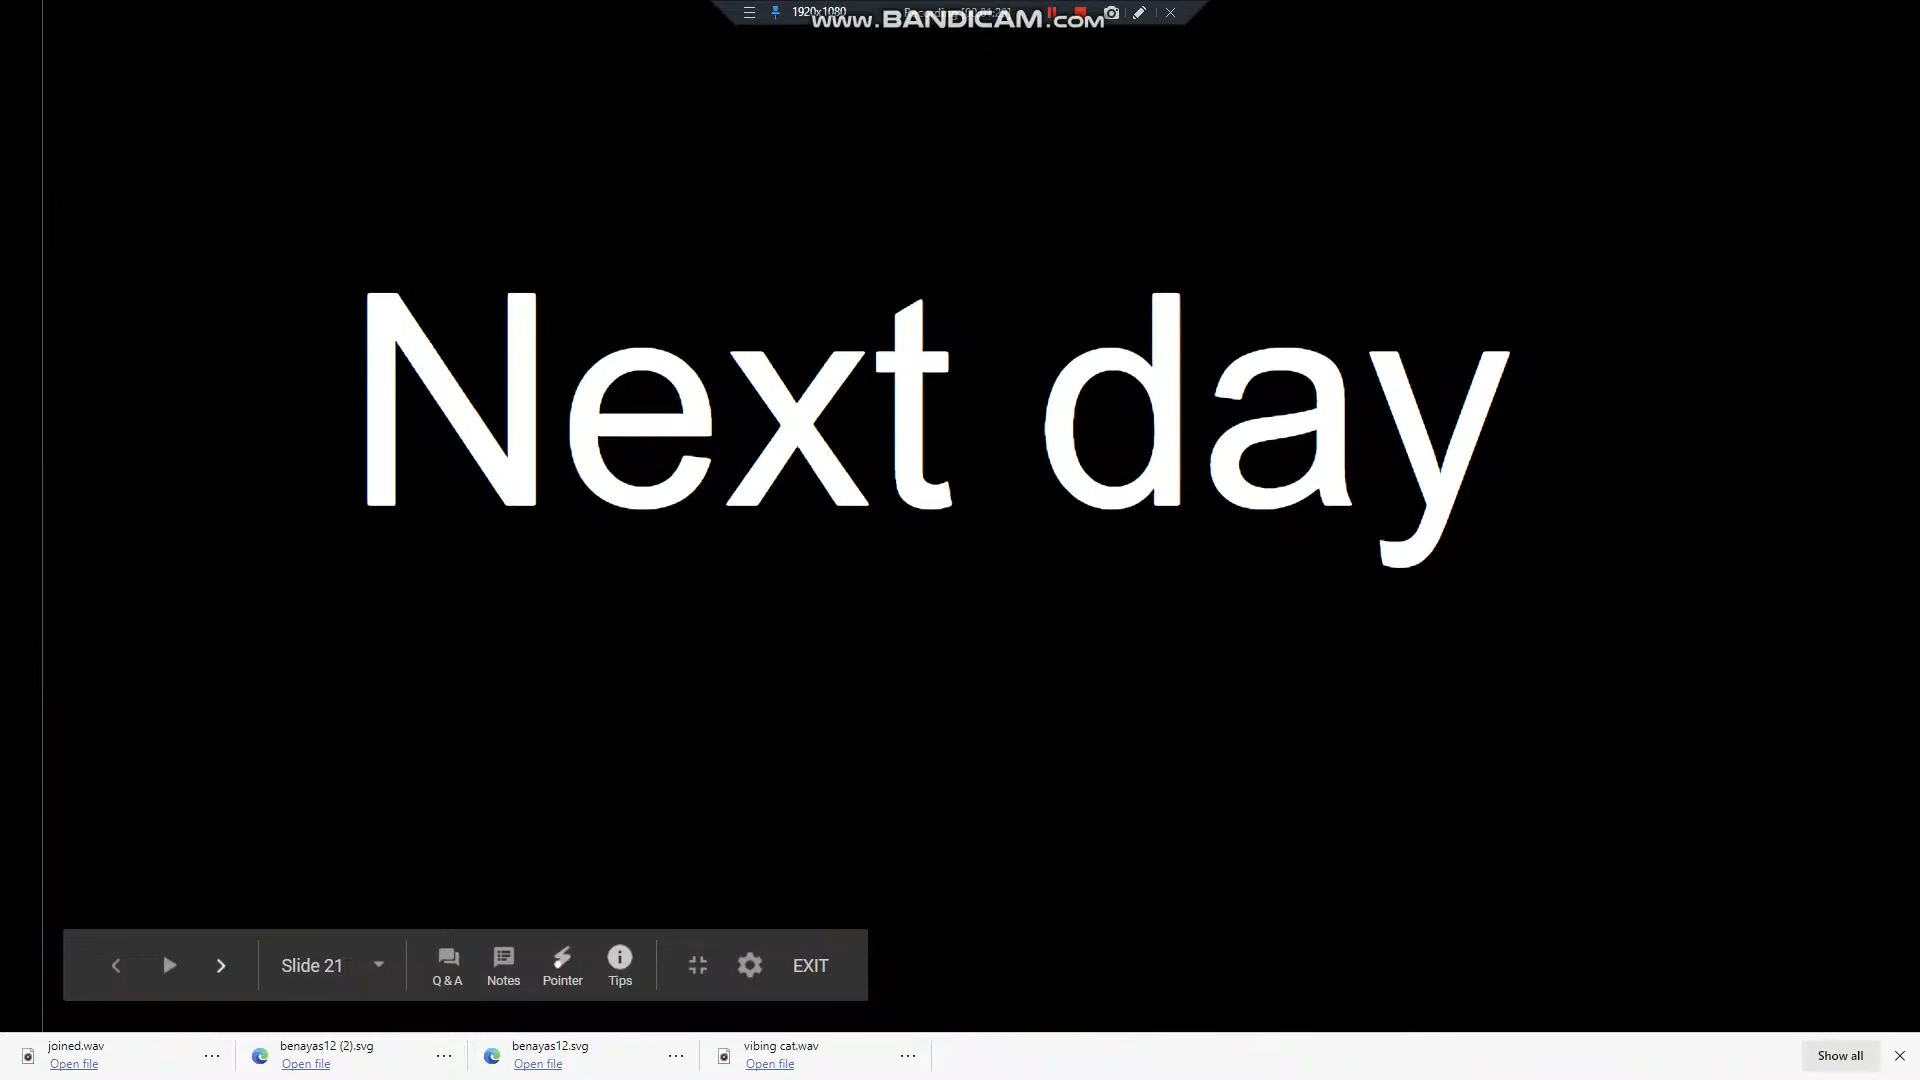 1920x1080
www.BANDICAM.com
Next day
Slide 21
Q & A
Notes
Pointer
Tips
EXIT
joined.wav
Open file
benayas12 (2).svg
Open file
benayas12.svg
Open file
vibing cat.wav
Open file
Show all